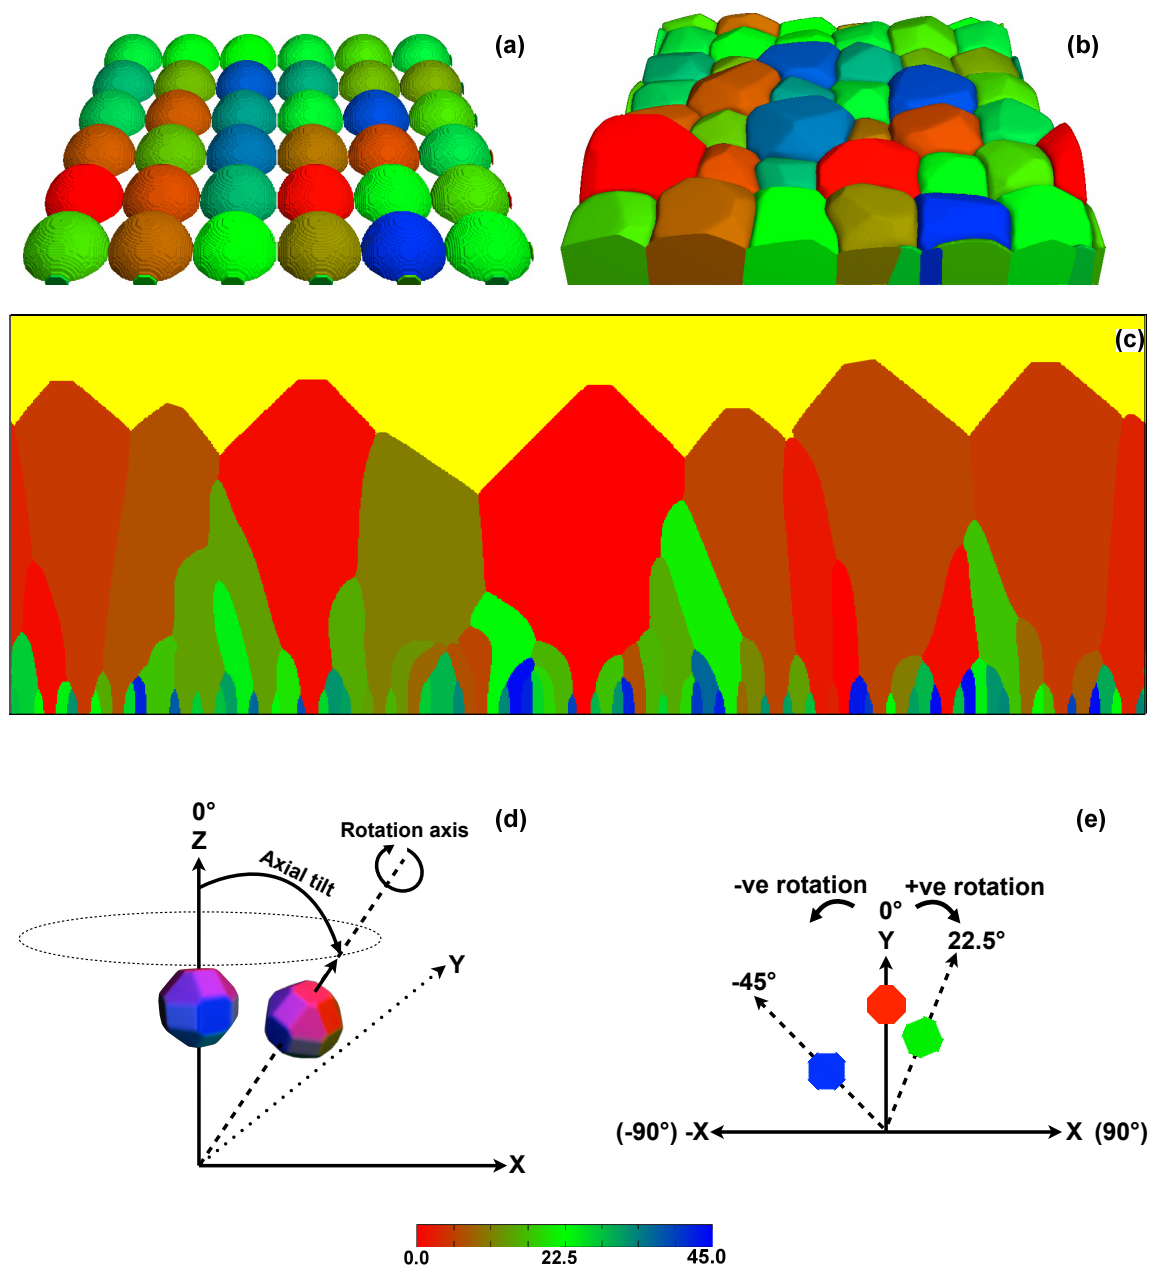 (a)
(b)
(c)
0°
(d)
Z
Rotation axis
Axial tilt
Y
X
(e)
-ve rotation
+ve rotation
0°
Y
22.5°
-45°
(-90°) -X
X (90°)
0.0
22.5
45.0